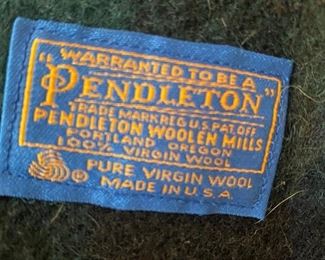 "WARRANTED TO BE A
PENDLETON"
TRADE MARK REG. U.S. PAT. OFF.
PENDLETON WOOLEN MILLS
PORTLAND, OREGON
100% VIRGIN WOOL
® PURE VIRGIN WOOL
MADE IN U.S.A.